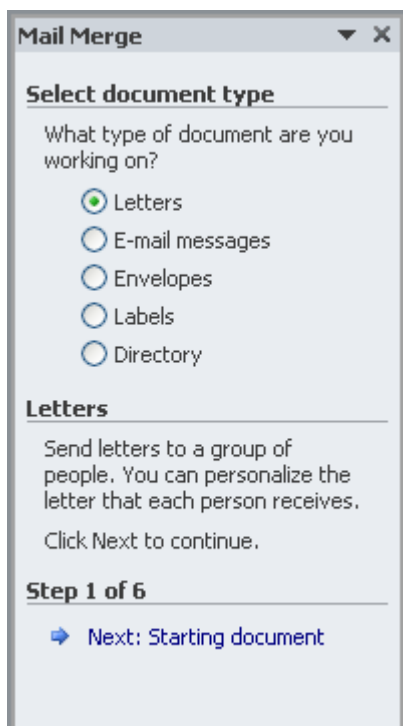 Mail Merge
Select document type
What type of document are you
working on?
Letters
E-mail messages
Envelopes
Labels
Directory
Letters
Send letters to a group of
people. You can personalize the
letter that each person receives.
Click Next to continue.
Step 1 of 6
Next: Starting document